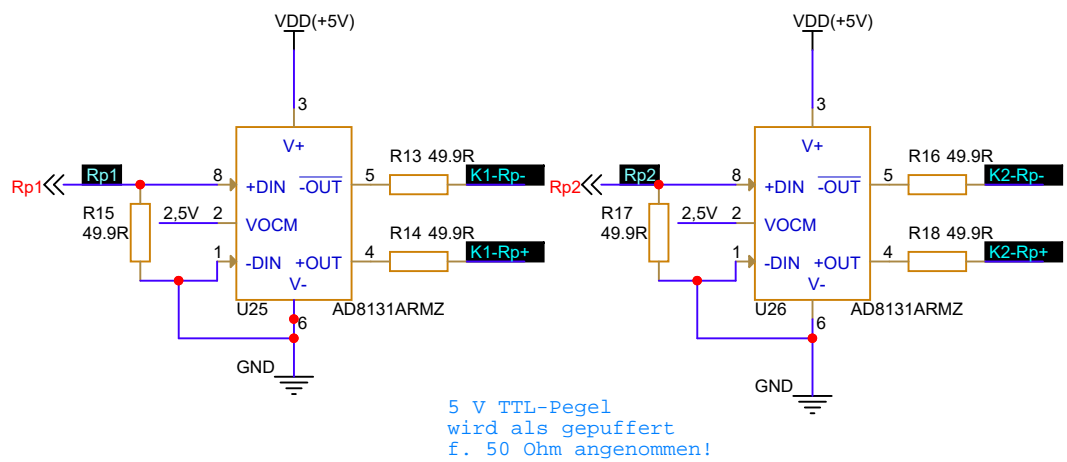 VDD(+5V)
3
V+
Rp1
Rp1
8
+DIN
-OUT
5
R13 49.9R
K1-Rp-
R15
49.9R
2,5V
2
VOCM
1
-DIN
+OUT
4
R14 49.9R
K1-Rp+
V-
U25
6
AD8131ARMZ
GND
VDD(+5V)
3
V+
Rp2
Rp2
8
+DIN
-OUT
5
R16 49.9R
K2-Rp-
R17
49.9R
2,5V
2
VOCM
1
-DIN
+OUT
4
R18 49.9R
K2-Rp+
V-
U26
6
AD8131ARMZ
GND
5 V TTL-Pegel
wird als gepuffert
f. 50 Ohm angenommen!